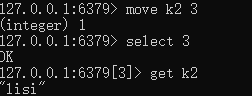 127.0.0.1:6379> move k2 3
(integer) 1
127.0.0.1:6379> select 3
OK
127.0.0.1:6379[3]> get k2
"lisi"